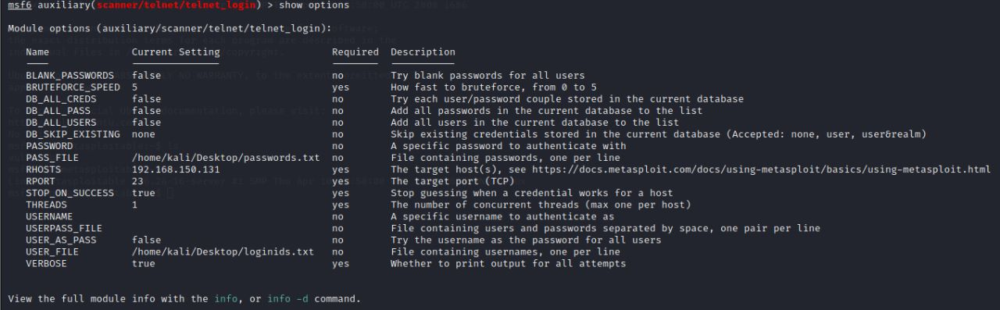 msf6 auxiliary(scanner/telnet/telnet_login) > show options
Module options (auxiliary/scanner/telnet/telnet_login):
Name Current Setting Required Description
BLANK_PASSWORDS false no Try blank passwords for all users
BRUTEFORCE_SPEED 5 yes How fast to bruteforce, from 0 to 5
DB_ALL_CREDS false no Try each user/password couple stored in the current database
DB_ALL_PASS false no Add all passwords in the current database to the list
DB_ALL_USERS false no Add all users in the current database to the list
DB_SKIP_EXISTING none no Skip existing credentials stored in the current database (Accepted: none, user, user&realm)
PASSWORD no A specific password to authenticate with
PASS_FILE /home/kali/Desktop/passwords.txt no File containing passwords, one per line
RHOSTS 192.168.150.131 yes The target host(s), see https://docs.metasploit.com/docs/using-metasploit/basics/using-metasploit.html
RPORT 23 yes The target port (TCP)
STOP_ON_SUCCESS true yes Stop guessing when a credential works for a host
THREADS 1 yes The number of concurrent threads (max one per host)
USERNAME no A specific username to authenticate as
USERPASS_FILE no File containing users and passwords separated by space, one pair per line
USER_AS_PASS false no Try the username as the password for all users
USER_FILE /home/kali/Desktop/loginids.txt no File containing usernames, one per line
VERBOSE true yes Whether to print output for all attempts
View the full module info with the info, or info -d command.